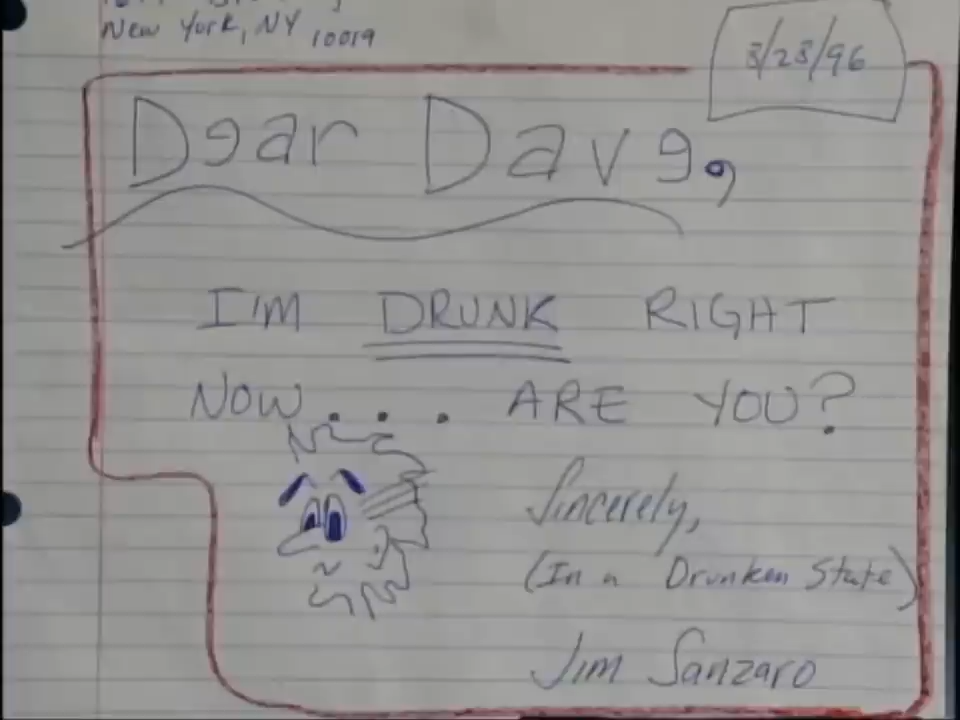 New York, NY 10019
3/23/96
Dear Dave,
I'M DRUNK RIGHT
NOW... ARE YOU?
Sincerely,
(In a Drunken State)
Jim Sanzaro